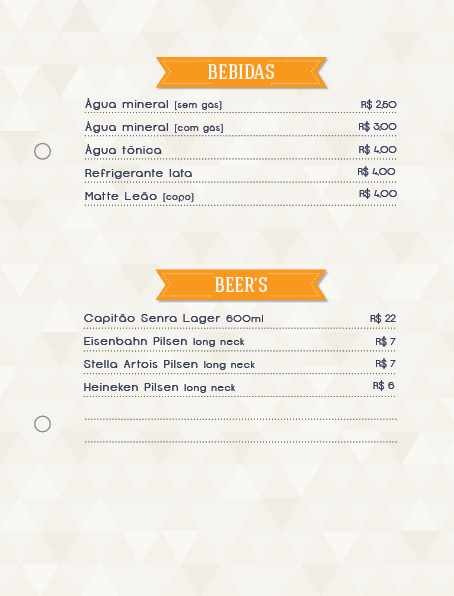 BEBIDAS
Água mineral (sem gás) R$ 2,50
Água mineral (com gás) R$ 3,00
Água tônica R$ 4,00
Refrigerante lata R$ 4,00
Matte Leão (copo) R$ 4,00
BEER'S
Capitão Senra Lager 600ml R$ 22
Eisenbahn Pilsen long neck R$ 7
Stella Artois Pilsen long neck R$ 7
Heineken Pilsen long neck R$ 6